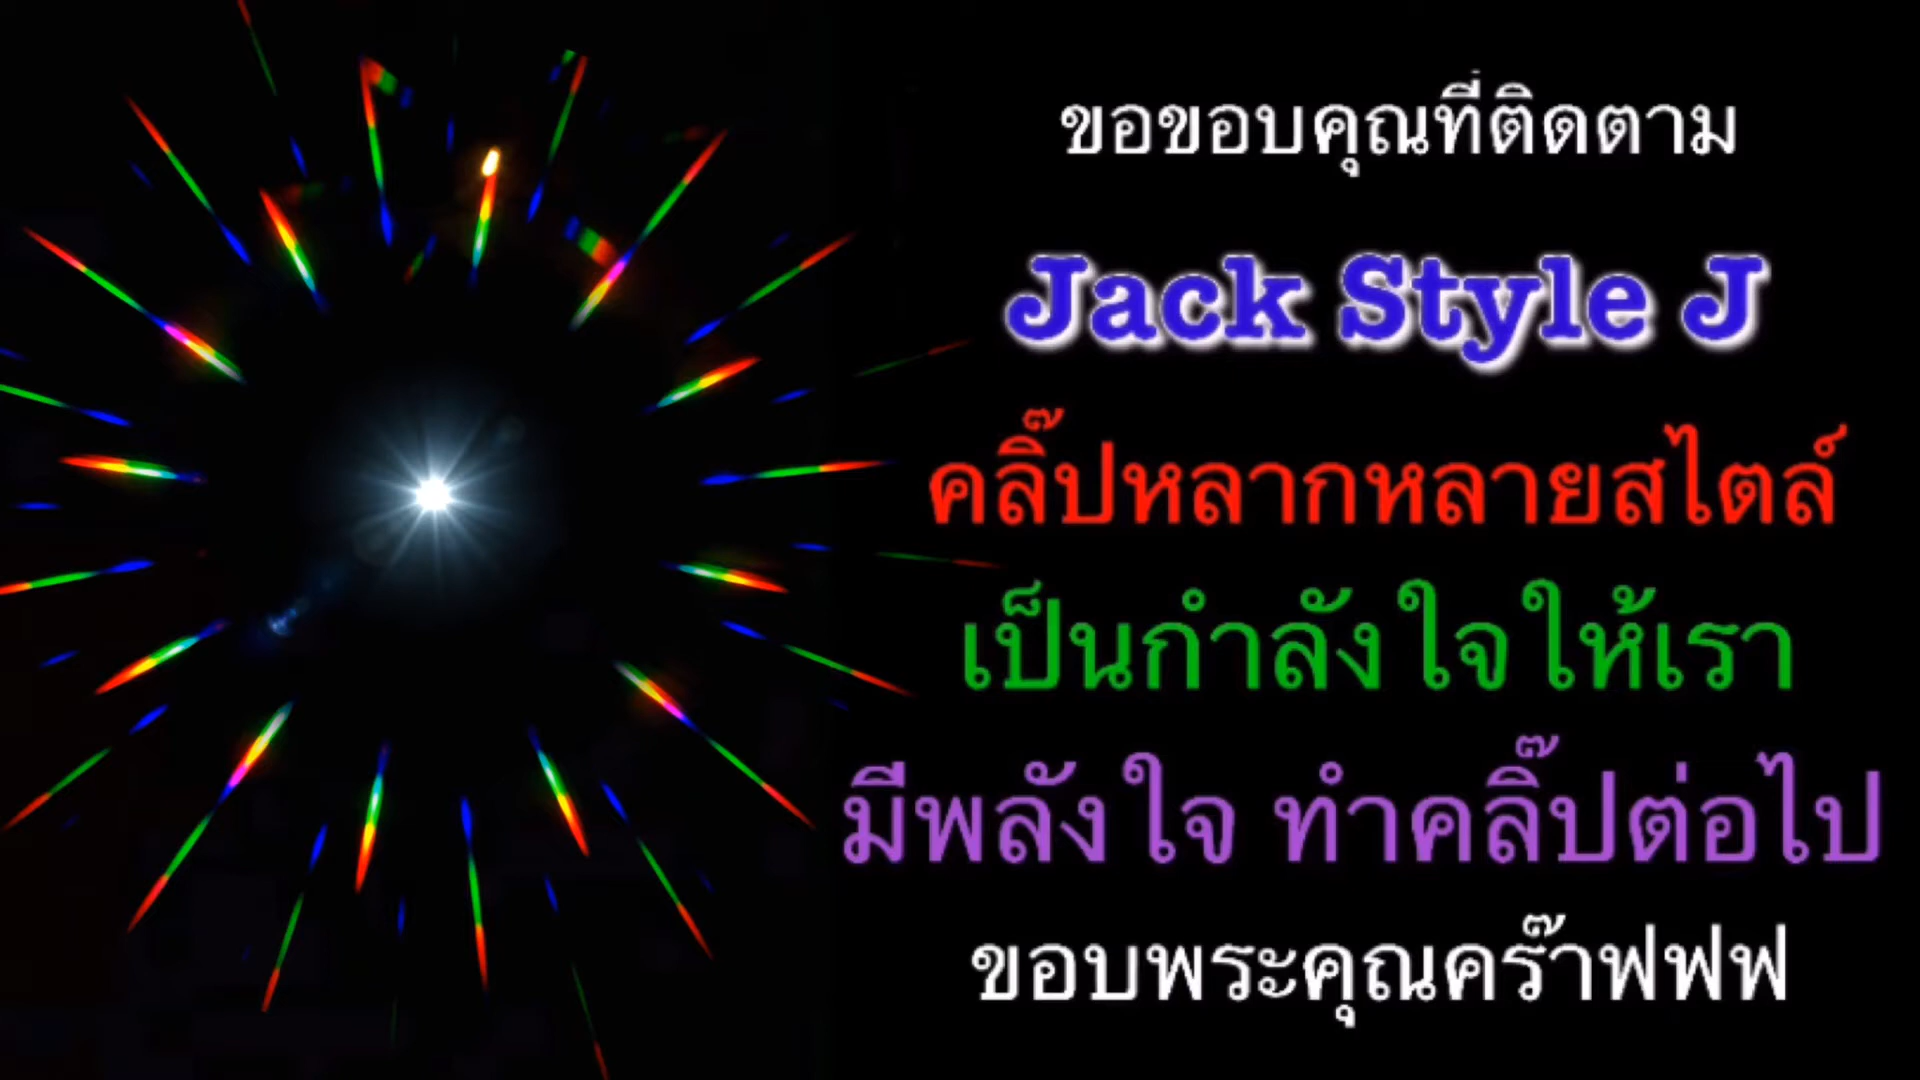 ขอขอบคุณที่ติดตาม
Jack Style J
คลิ๊ปหลากหลายสไตล์
เป็นกำลังใจให้เรา
มีพลังใจ ทำคลิ๊ปต่อไป
ขอบพระคุณคร๊าฟฟฟ